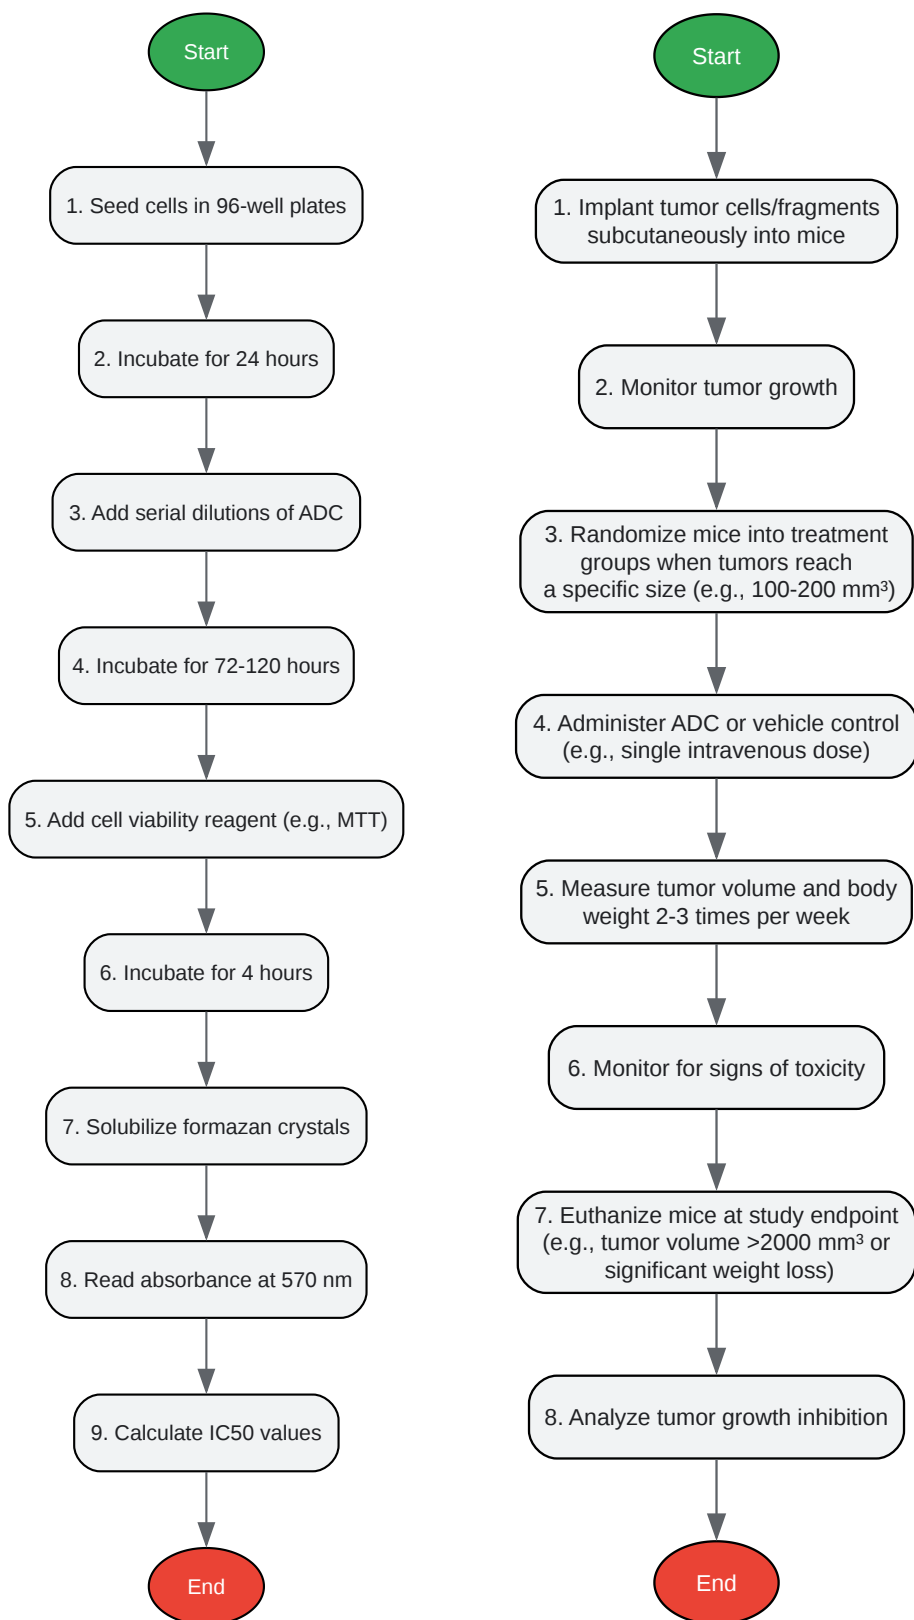 Start
1. Seed cells in 96-well plates
2. Incubate for 24 hours
3. Add serial dilutions of ADC
4. Incubate for 72-120 hours
5. Add cell viability reagent (e.g., MTT)
6. Incubate for 4 hours
7. Solubilize formazan crystals
8. Read absorbance at 570 nm
9. Calculate IC50 values
End
Start
1. Implant tumor cells/fragments
subcutaneously into mice
2. Monitor tumor growth
3. Randomize mice into treatment
groups when tumors reach
a specific size (e.g., 100-200 mm³)
4. Administer ADC or vehicle control
(e.g., single intravenous dose)
5. Measure tumor volume and body
weight 2-3 times per week
6. Monitor for signs of toxicity
7. Euthanize mice at study endpoint
(e.g., tumor volume >2000 mm³ or
significant weight loss)
8. Analyze tumor growth inhibition
End